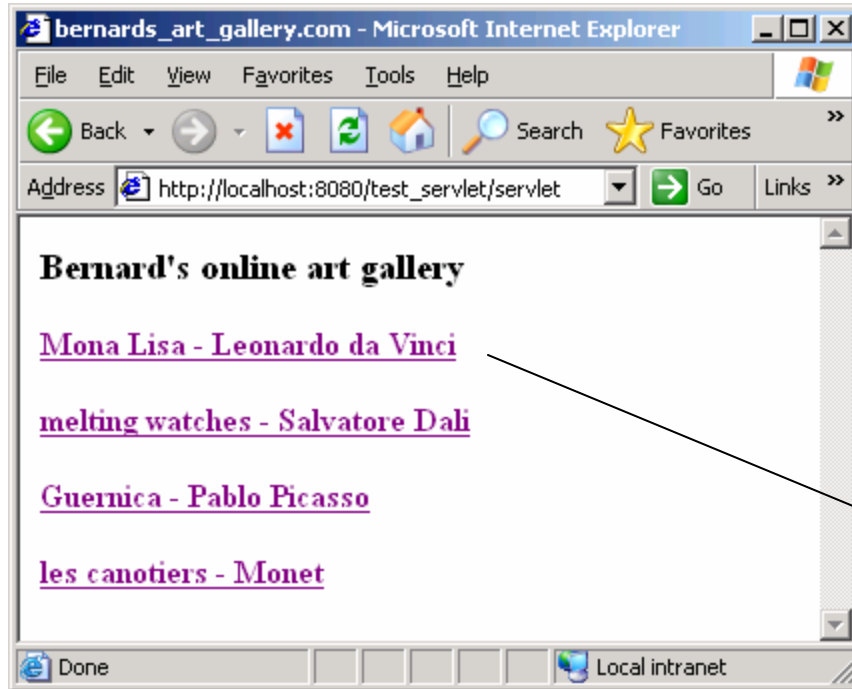 bernards_art_gallery.com - Microsoft Internet Explorer
File Edit View Favorites Tools Help
Back Search Favorites »
Address http://localhost:8080/test_servlet/servlet Go Links »
Bernard's online art gallery
Mona Lisa - Leonardo da Vinci
melting watches - Salvatore Dali
Guernica - Pablo Picasso
les canotiers - Monet
Done Local intranet